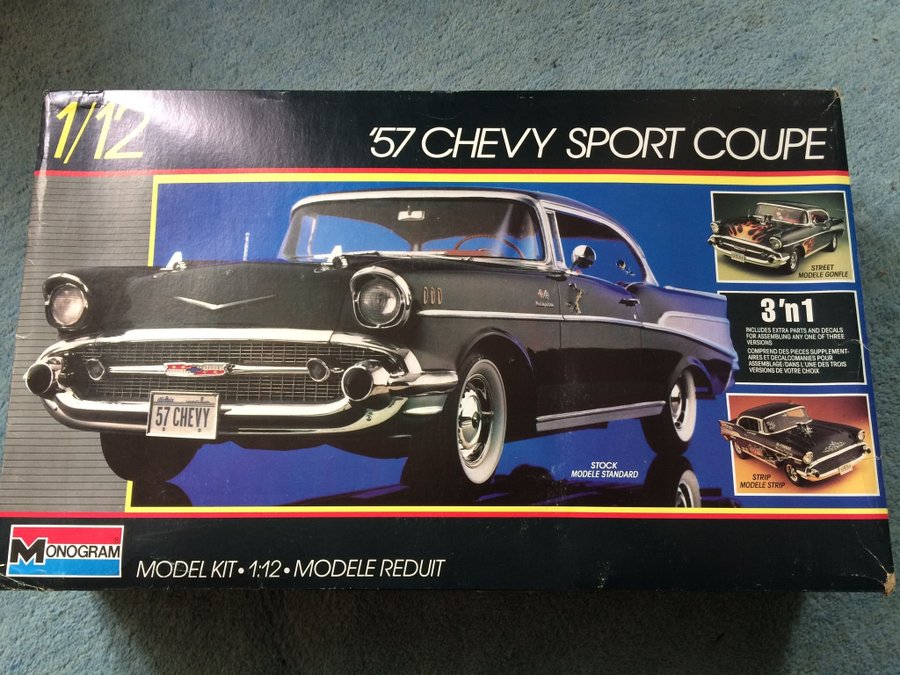 1/12
'57 CHEVY SPORT COUPE
STREET
MODELE GONFLE
3 'n 1
INCLUDES EXTRA PARTS AND DECALS
FOR ASSEMBLING ANY ONE OF THREE
VERSIONS
COMPREND DES PIECES SUPPLEMENT-
AIRES ET DECALCOMANIES POUR
ASSEMBLAGE/DANS L'UNE DES TROIS
VERSIONS DE VOTRE CHOIX
57 CHEVY
STOCK
MODELE STANDARD
STRIP
MODELE STRIP
MONOGRAM
MODEL KIT • 1:12 • MODELE REDUIT